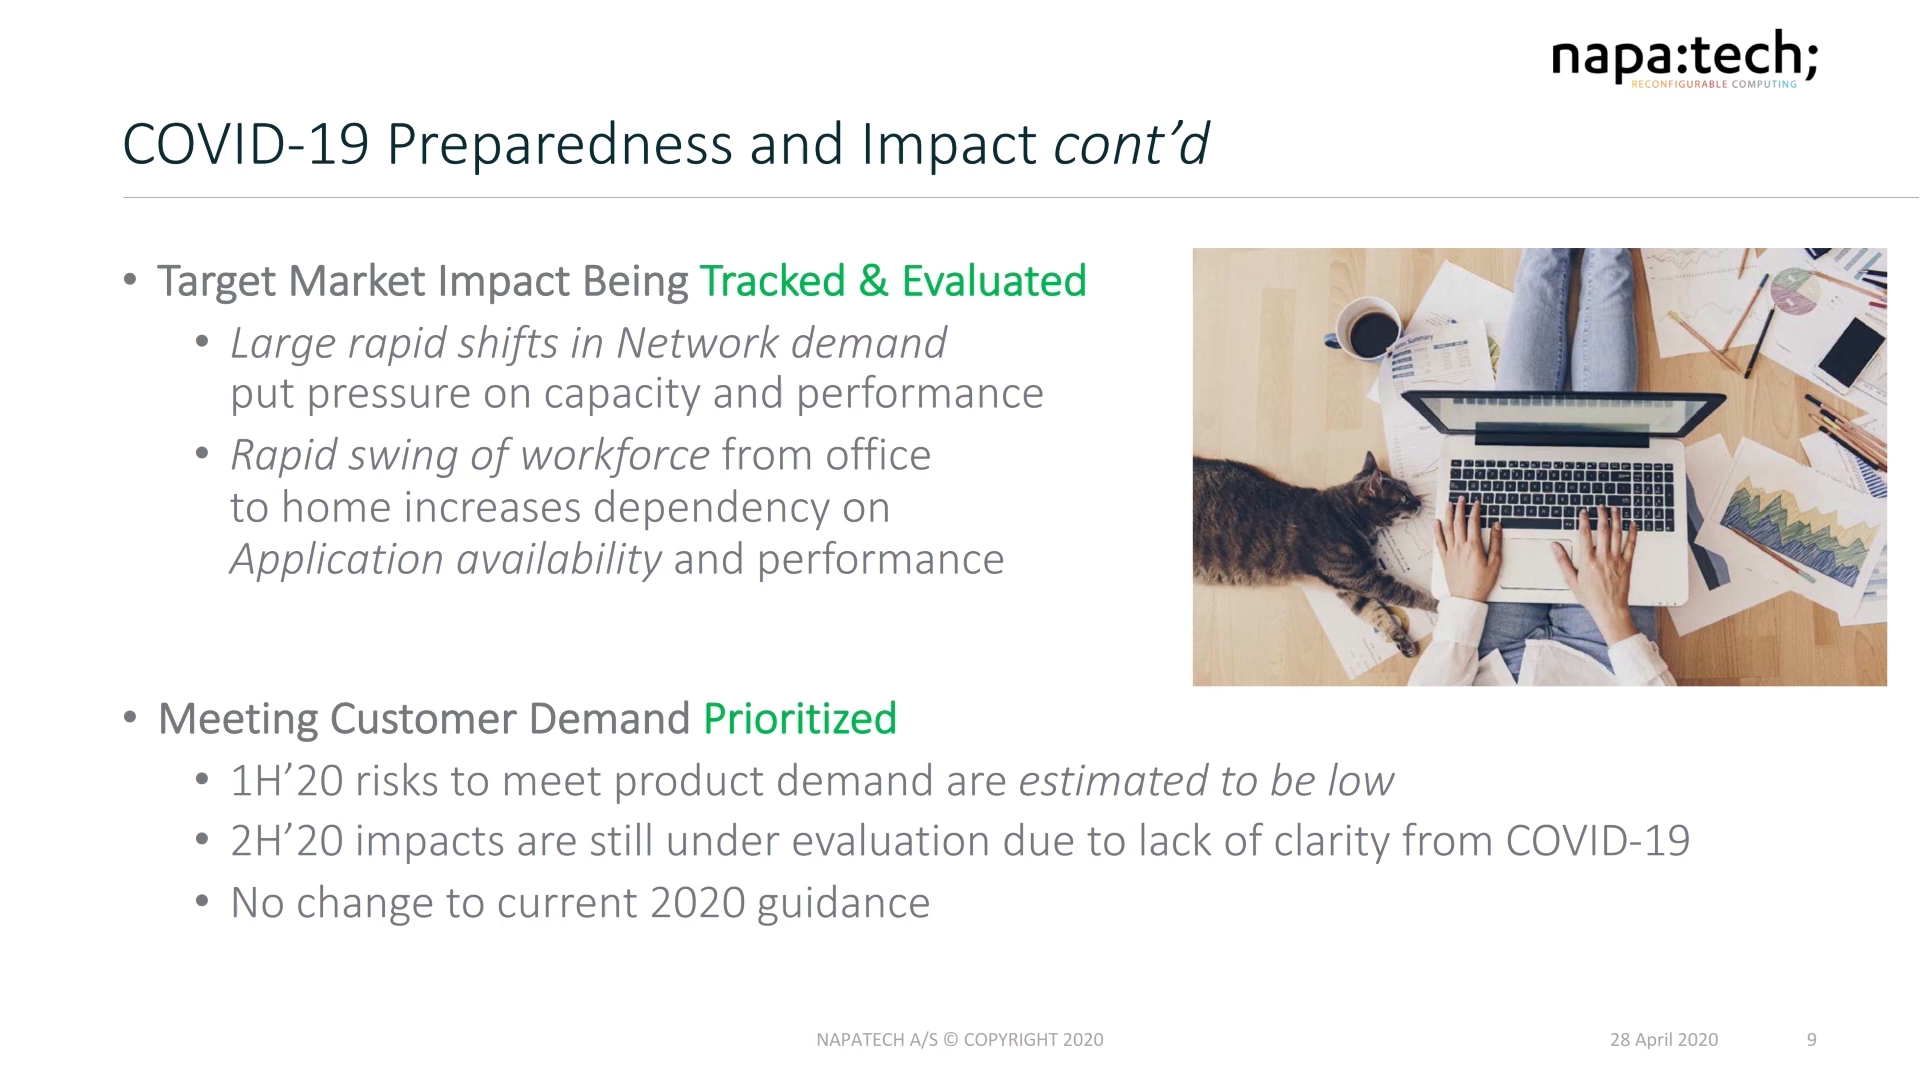 napa:tech;
RECONFIGURABLE COMPUTING
COVID-19 Preparedness and Impact cont’d
• Target Market Impact Being Tracked & Evaluated
• Large rapid shifts in Network demand
put pressure on capacity and performance
• Rapid swing of workforce from office
to home increases dependency on
Application availability and performance
Sales Summary
• Meeting Customer Demand Prioritized
• 1H’20 risks to meet product demand are estimated to be low
• 2H’20 impacts are still under evaluation due to lack of clarity from COVID-19
• No change to current 2020 guidance
NAPATECH A/S © COPYRIGHT 2020
28 April 2020
9